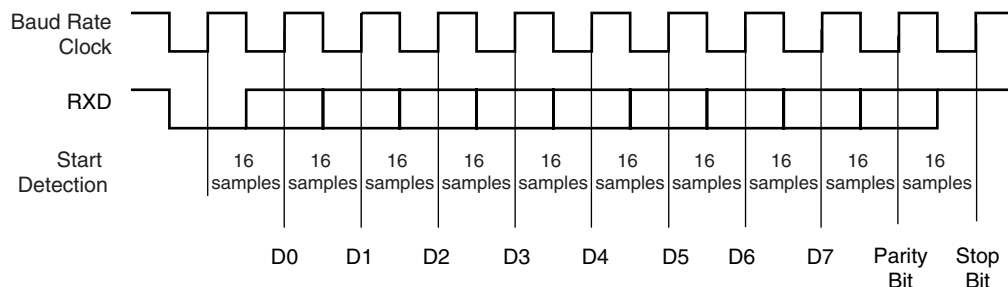 Baud Rate
Clock
RXD
Start
Detection
16 16 16 16 16 16 16 16 16 16
samples samples samples samples samples samples samples samples samples samples
D0 D1 D2 D3 D4 D5 D6 D7 Parity Stop
Bit Bit